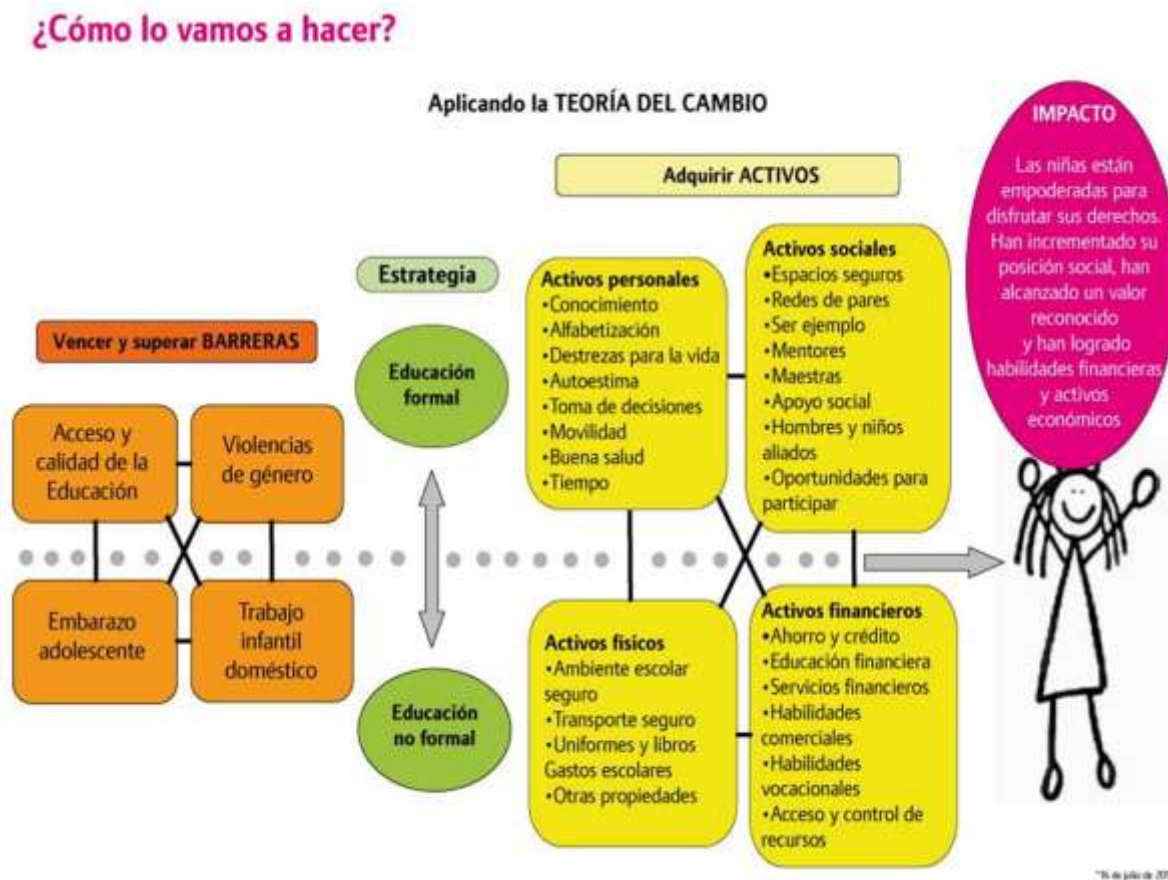 ¿Cómo lo vamos a hacer?
Aplicando la TEORÍA DEL CAMBIO
Vencer y superar BARRERAS
Acceso y
calidad de la
Educación
Violencias
de género
Embarazo
adolescente
Trabajo
infantil
doméstico
Estrategia
Educación
formal
Educación
no formal
Adquirir ACTIVOS
Activos personales
•Conocimiento
•Alfabetización
•Destrezas para la vida
•Autoestima
•Toma de decisiones
•Movilidad
•Buena salud
•Tiempo
Activos sociales
•Espacios seguros
•Redes de pares
•Ser ejemplo
•Mentores
•Maestras
•Apoyo social
•Hombres y niños
aliados
•Oportunidades para
participar
Activos físicos
•Ambiente escolar
seguro
•Transporte seguro
•Uniformes y libros
Gastos escolares
•Otras propiedades
Activos financieros
•Ahorro y crédito
•Educación financiera
•Servicios financieros
•Habilidades
comerciales
•Habilidades
vocacionales
•Acceso y control de
recursos
IMPACTO
Las niñas están
empoderadas para
disfrutar sus derechos.
Han incrementado su
posición social, han
alcanzado un valor
reconocido
y han logrado
habilidades financieras
y activos
económicos
de julio de